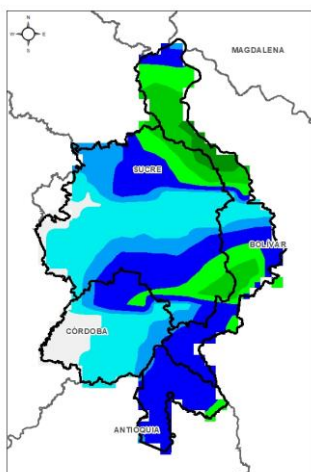 N
W E
S
MAGDALENA
SUCRE
BOLÍVAR
CÓRDOBA
ANTIOQUIA